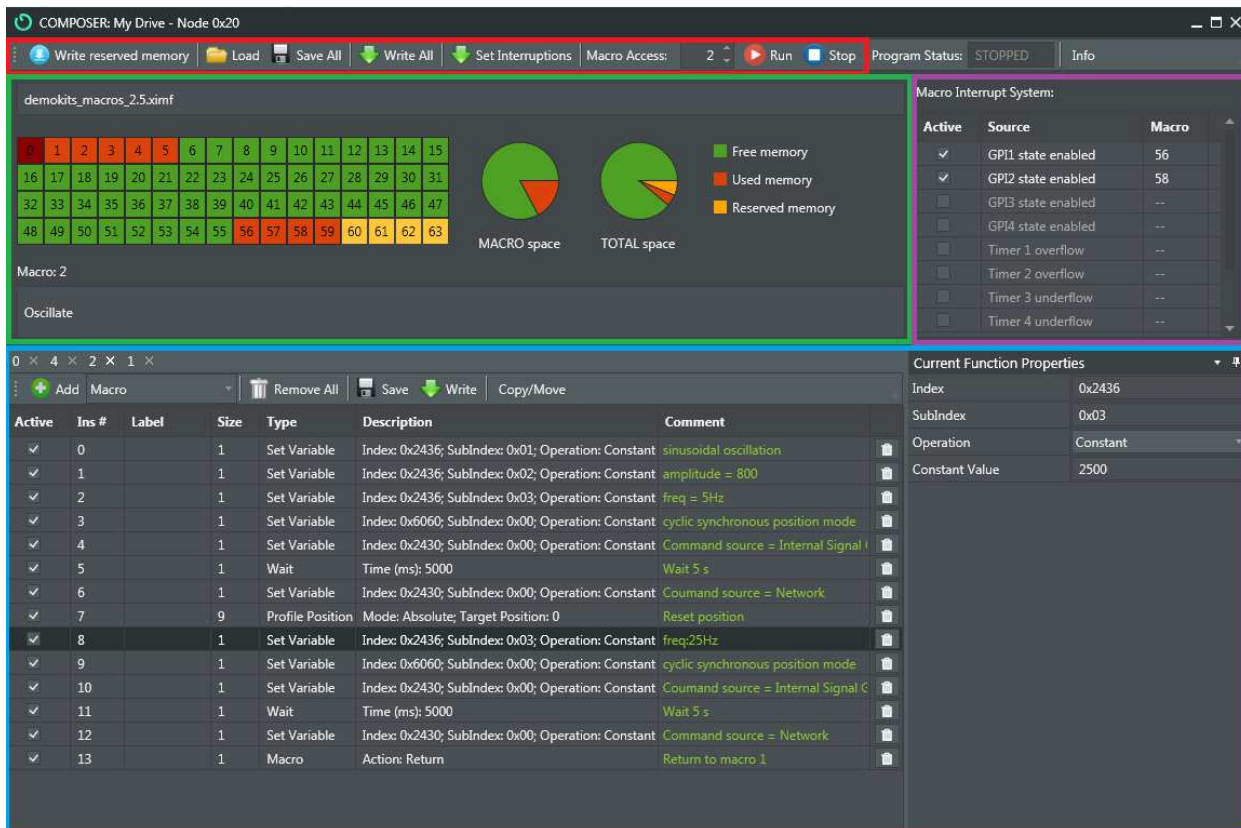 COMPOSER: My Drive - Node 0x20
Write reserved memory Load Save All Write All Set Interruptions Macro Access: 2 Run Stop Program Status: STOPPED Info
demokits_macros_2.5.ximf
0 1 2 3 4 5 6 7 8 9 10 11 12 13 14 15
16 17 18 19 20 21 22 23 24 25 26 27 28 29 30 31
32 33 34 35 36 37 38 39 40 41 42 43 44 45 46 47
48 49 50 51 52 53 54 55 56 57 58 59 60 61 62 63
MACRO space
TOTAL space
Free memory
Used memory
Reserved memory
Macro: 2
Oscillate
Macro Interrupt System:
Active Source Macro
GPI1 state enabled 56
GPI2 state enabled 58
GPI3 state enabled --
GPI4 state enabled --
Timer 1 overflow --
Timer 2 overflow --
Timer 3 underflow --
Timer 4 underflow --
0 4 2 1
Add Macro Remove All Save Write Copy/Move
Active Ins # Label Size Type Description Comment
0 1 Set Variable Index: 0x2436; SubIndex: 0x01; Operation: Constant sinusoidal oscillation
1 1 Set Variable Index: 0x2436; SubIndex: 0x02; Operation: Constant amplitude = 800
2 1 Set Variable Index: 0x2436; SubIndex: 0x03; Operation: Constant freq = 5Hz
3 1 Set Variable Index: 0x6060; SubIndex: 0x00; Operation: Constant cyclic synchronous position mode
4 1 Set Variable Index: 0x2430; SubIndex: 0x00; Operation: Constant Command source = Internal Signal
5 1 Wait Time (ms): 5000 Wait 5 s
6 1 Set Variable Index: 0x2430; SubIndex: 0x00; Operation: Constant Coumand source = Network
7 9 Profile Position Mode: Absolute; Target Position: 0 Reset position
8 1 Set Variable Index: 0x2436; SubIndex: 0x03; Operation: Constant freq:25Hz
9 1 Set Variable Index: 0x6060; SubIndex: 0x00; Operation: Constant cyclic synchronous position mode
10 1 Set Variable Index: 0x2430; SubIndex: 0x00; Operation: Constant Coumand source = Internal Signal G
11 1 Wait Time (ms): 5000 Wait 5 s
12 1 Set Variable Index: 0x2430; SubIndex: 0x00; Operation: Constant Command source = Network
13 1 Macro Action: Return Return to macro 1
Current Function Properties
Index 0x2436
SubIndex 0x03
Operation Constant
Constant Value 2500